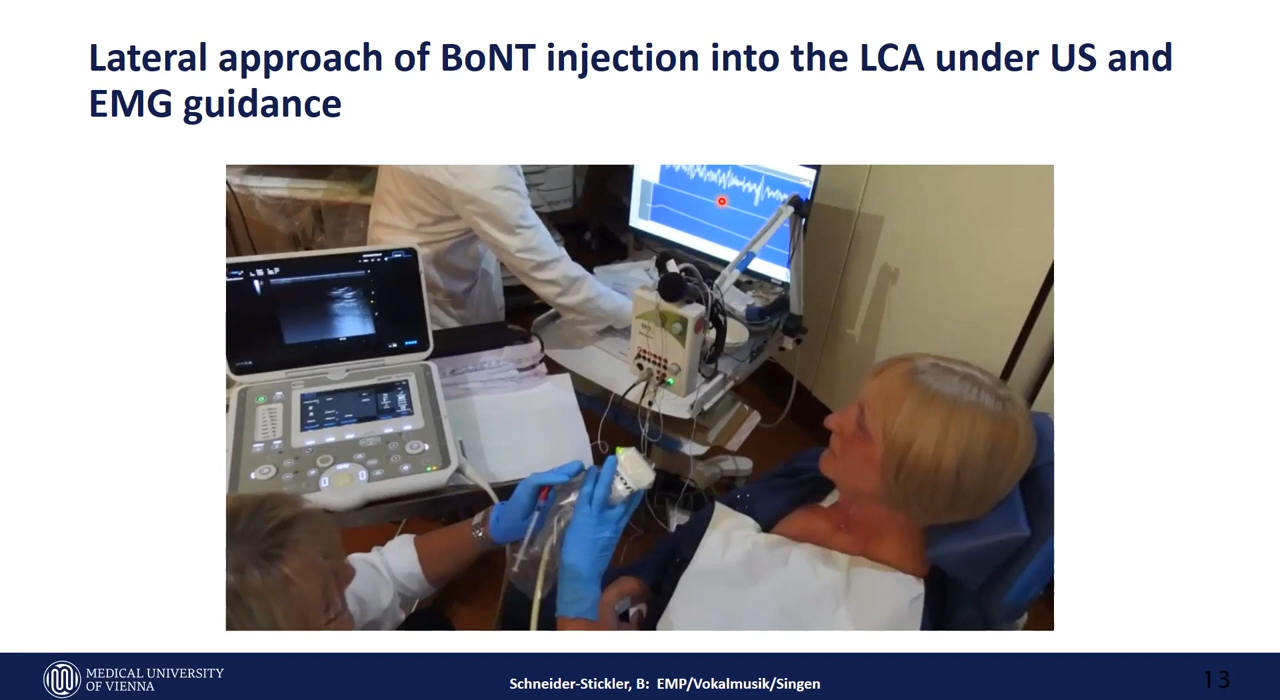 Lateral approach of BoNT injection into the LCA under US and
EMG guidance
MEDICAL UNIVERSITY
OF VIENNA
Schneider-Stickler, B: EMP/Vokalmusik/Singen
13